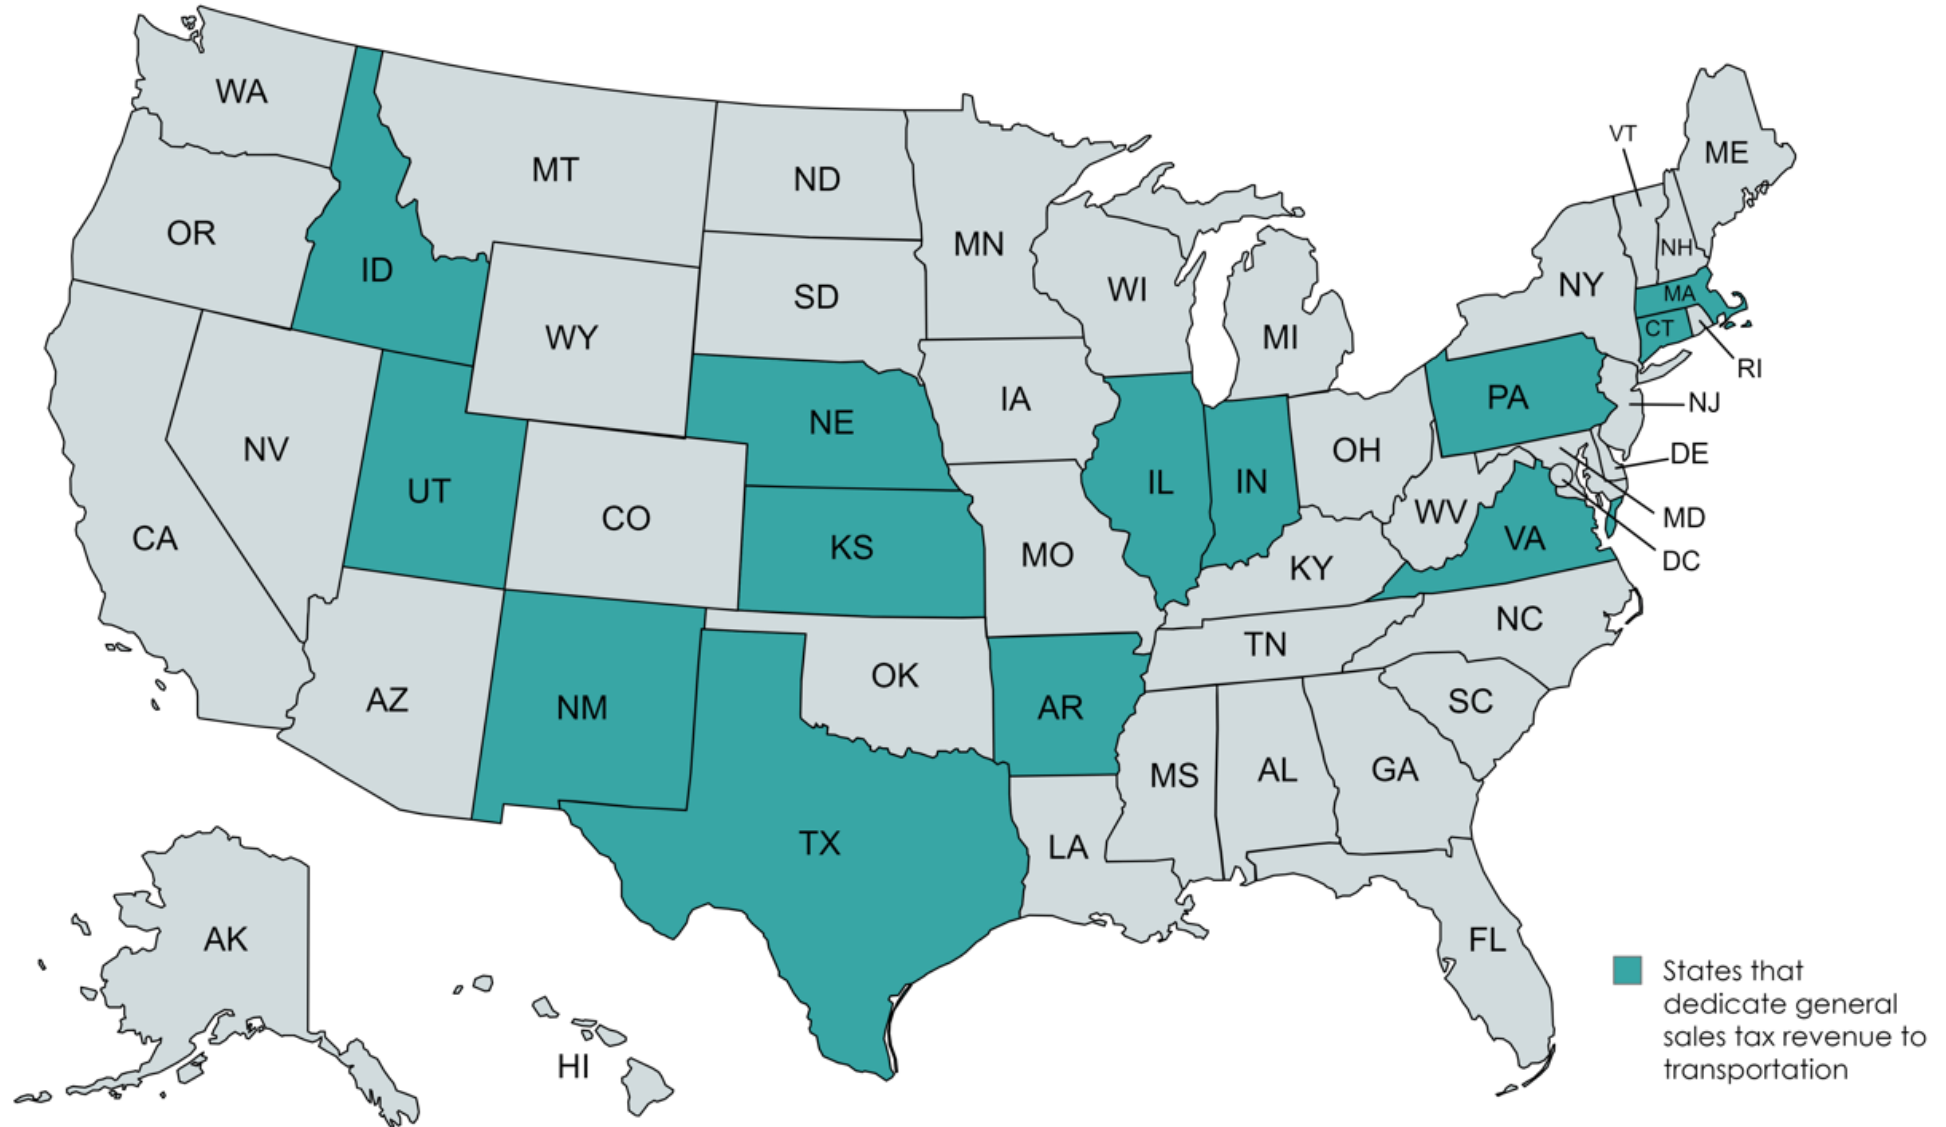 WA
MT
ND
MN
VT
ME
OR
ID
SD
WI
NH
NY
MA
CT
WY
MI
RI
IA
NE
PA
NJ
NV
OH
DE
UT
CO
IL
IN
WV
MD
CA
KS
MO
KY
VA
DC
AZ
NM
OK
AR
TN
NC
SC
MS
AL
GA
TX
LA
AK
FL
HI
States that
dedicate general
sales tax revenue to
transportation